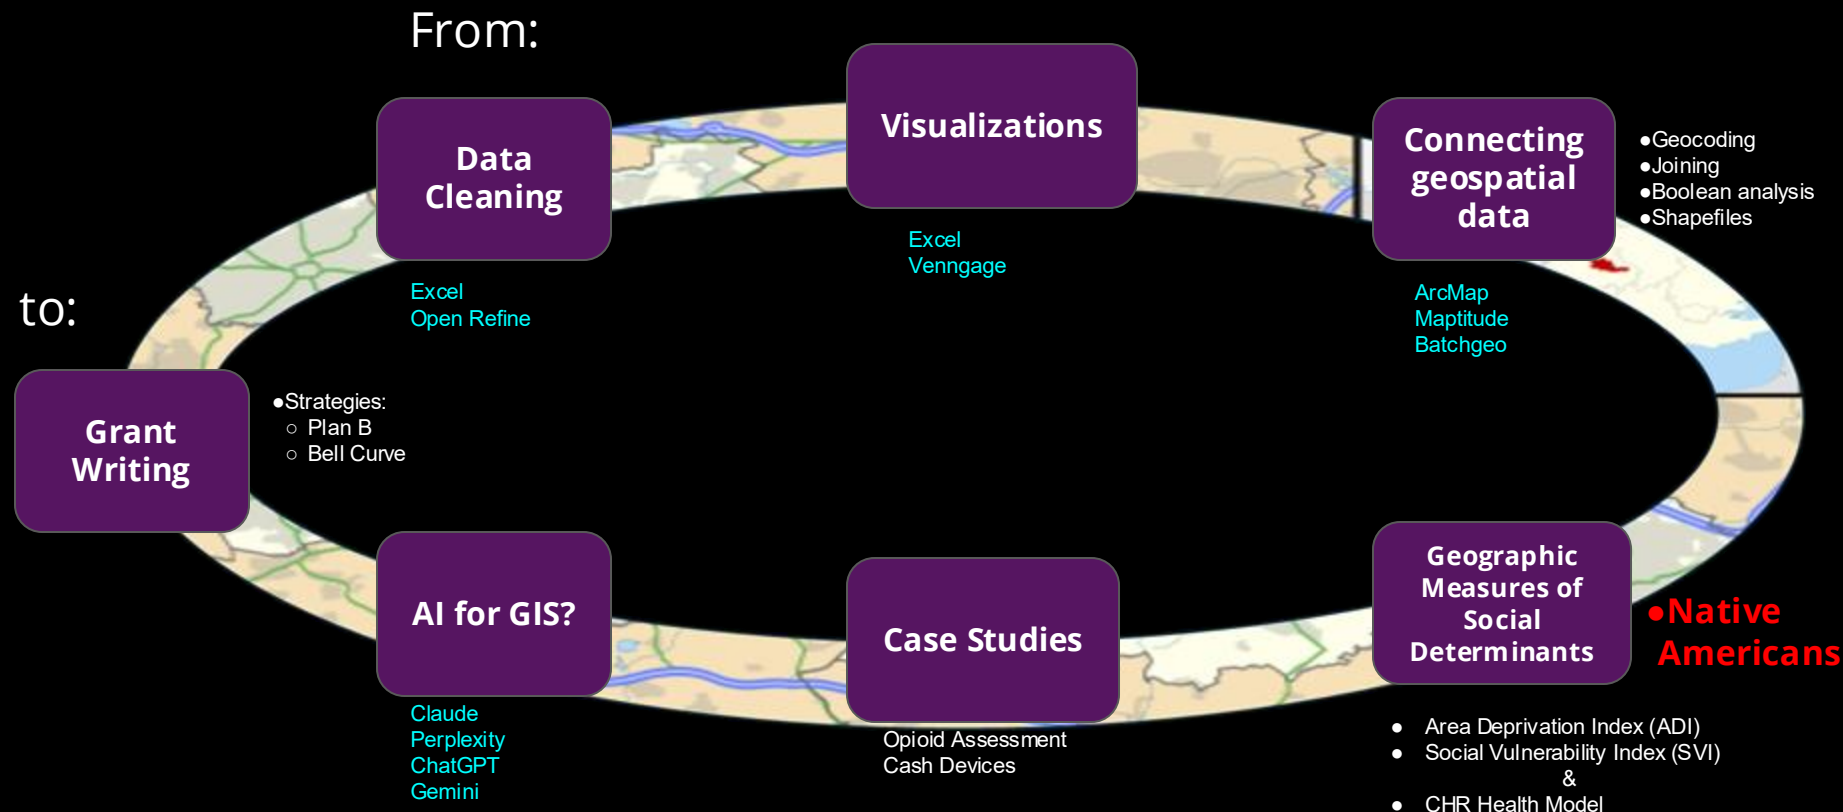 From:
Data
Cleaning
Excel
Open Refine
Visualizations
Excel
Venngage
Connecting
geospatial
data
●Geocoding
●Joining
●Boolean analysis
●Shapefiles
ArcMap
Maptitude
Batchgeo
Geographic
Measures of
Social
Determinants
●Native
Americans
● Area Deprivation Index (ADI)
● Social Vulnerability Index (SVI)
&
● CHR Health Model
Case Studies
Opioid Assessment
Cash Devices
AI for GIS?
Claude
Perplexity
ChatGPT
Gemini
to:
Grant
Writing
●Strategies:
○ Plan B
○ Bell Curve